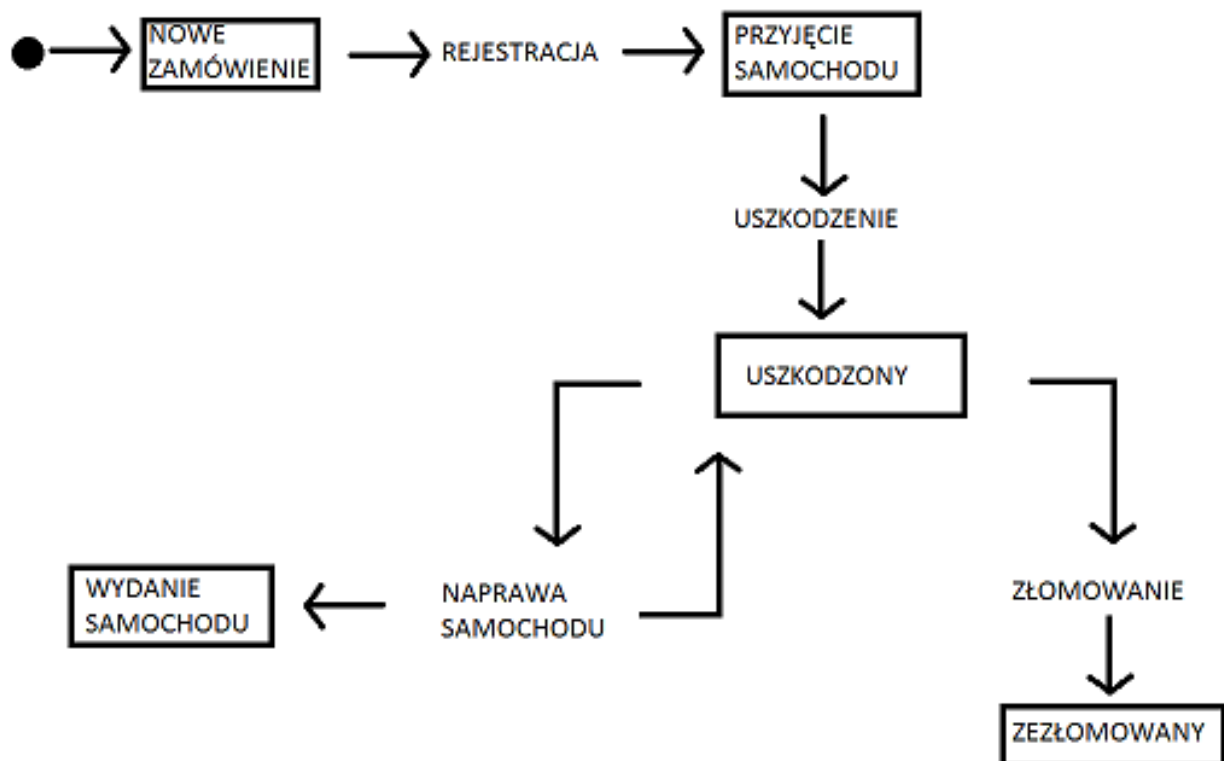 NOWE
ZAMÓWIENIE
REJESTRACJA
PRZYJĘCIE
SAMOCHODU
USZKODZENIE
USZKODZONY
WYDANIE
SAMOCHODU
NAPRAWA
SAMOCHODU
ZŁOMOWANIE
ZEZŁOMOWANY